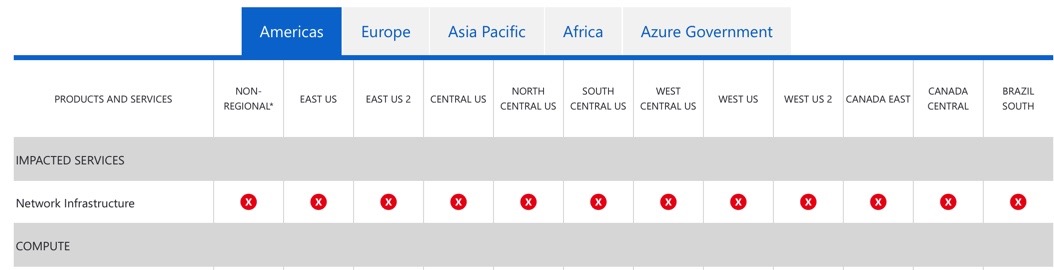 Americas Europe Asia Pacific Africa Azure Government
PRODUCTS AND SERVICES NON-REGIONAL* EAST US EAST US 2 CENTRAL US NORTH CENTRAL US SOUTH CENTRAL US WEST CENTRAL US WEST US WEST US 2 CANADA EAST CANADA CENTRAL BRAZIL SOUTH
IMPACTED SERVICES
Network Infrastructure X X X X X X X X X X X X
COMPUTE